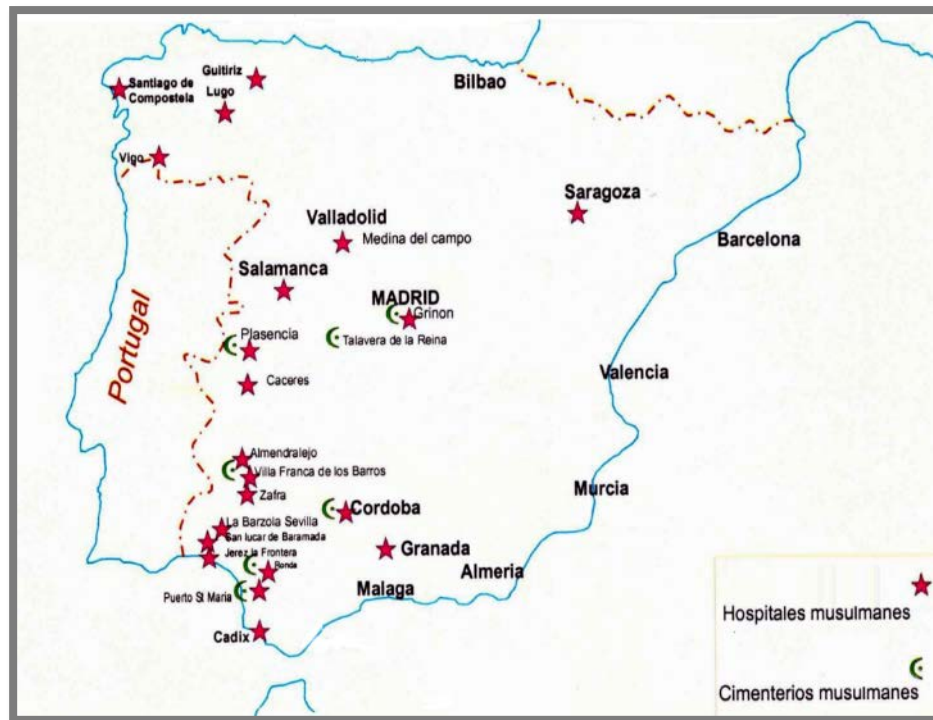 Guitiriz
Bilbao
Santiago de
Compostela
Lugo
Vigo
Saragoza
Valladolid
Medina del campo
Barcelona
Salamanca
MADRID
Grinon
Portugal
Plasencia
Talavera de la Reina
Valencia
Caceres
Almendralejo
Villa Franca de los Barros
Murcia
Zafra
Cordoba
La Barzola Sevilla
San lucar de Baramada
Jerez la Frontera
Granada
Ronda
Almeria
Malaga
Puerto St Maria
Cadix
Hospitales musulmanes
Cimenterios musulmanes